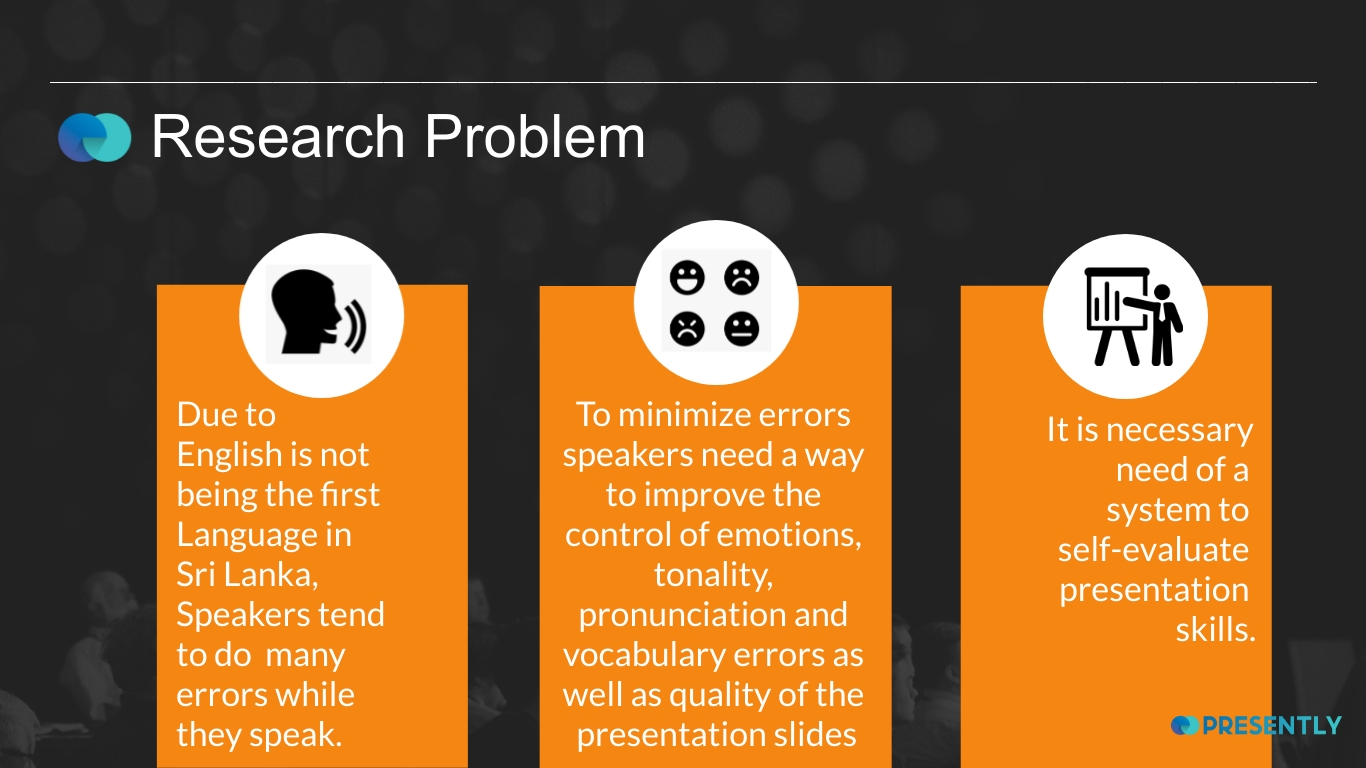 Research Problem
Due to
English is not
being the first
Language in
Sri Lanka,
Speakers tend
to do  many
errors while
they speak.
To minimize errors
speakers need a way
to improve the
control of emotions,
tonality,
pronunciation and
vocabulary errors as
well as quality of the
presentation slides
It is necessary
need of a
system to
self-evaluate
presentation
skills.
PRESENTLY